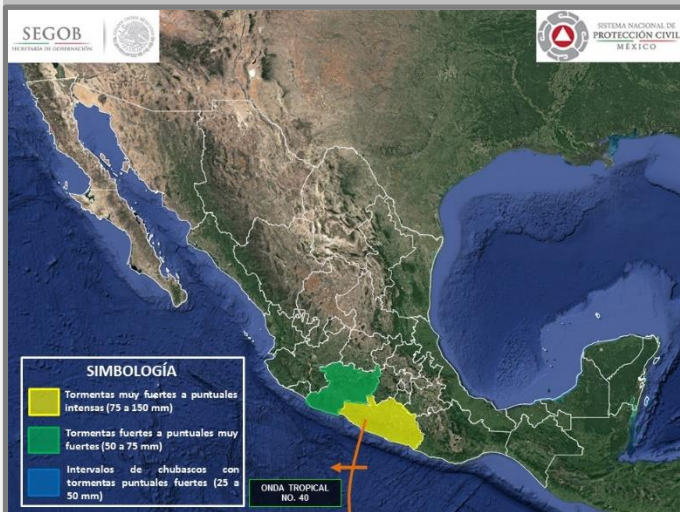 SEGOB
SECRETARÍA DE GOBERNACIÓN
SISTEMA NACIONAL DE
PROTECCIÓN CIVIL
MÉXICO
SIMBOLOGÍA
Tormentas muy fuertes a puntuales
intensas (75 a 150 mm)
Tormentas fuertes a puntuales muy
fuertes (50 a 75 mm)
Intervalos de chubascos con
tormentas puntuales fuertes (25 a
50 mm)
ONDA TROPICAL
NO. 40